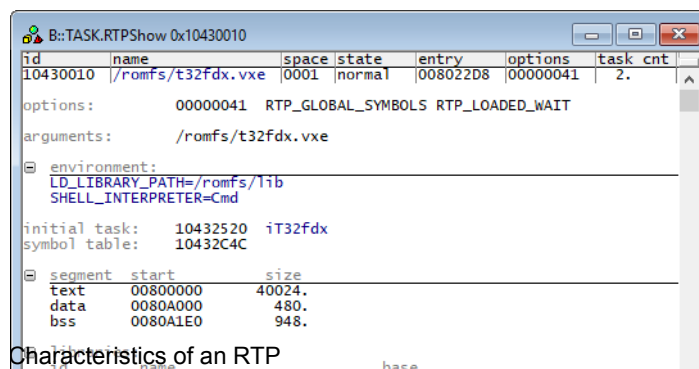 B::TASK.RTPShow 0x10430010
id name space state entry options task cnt
10430010 /romfs/t32fdx.vxe 0001 normal 008022D8 00000041 2.
options: 00000041 RTP_GLOBAL_SYMBOLS RTP_LOADED_WAIT
arguments: /romfs/t32fdx.vxe
environment:
LD_LIBRARY_PATH=/romfs/lib
SHELL_INTERPRETER=Cmd
initial task: 10432520 iT32fdx
symbol table: 10432C4C
segment start size
text 00800000 40024.
data 0080A000 480.
bss 0080A1E0 948.
Characteristics of an RTP
id name base